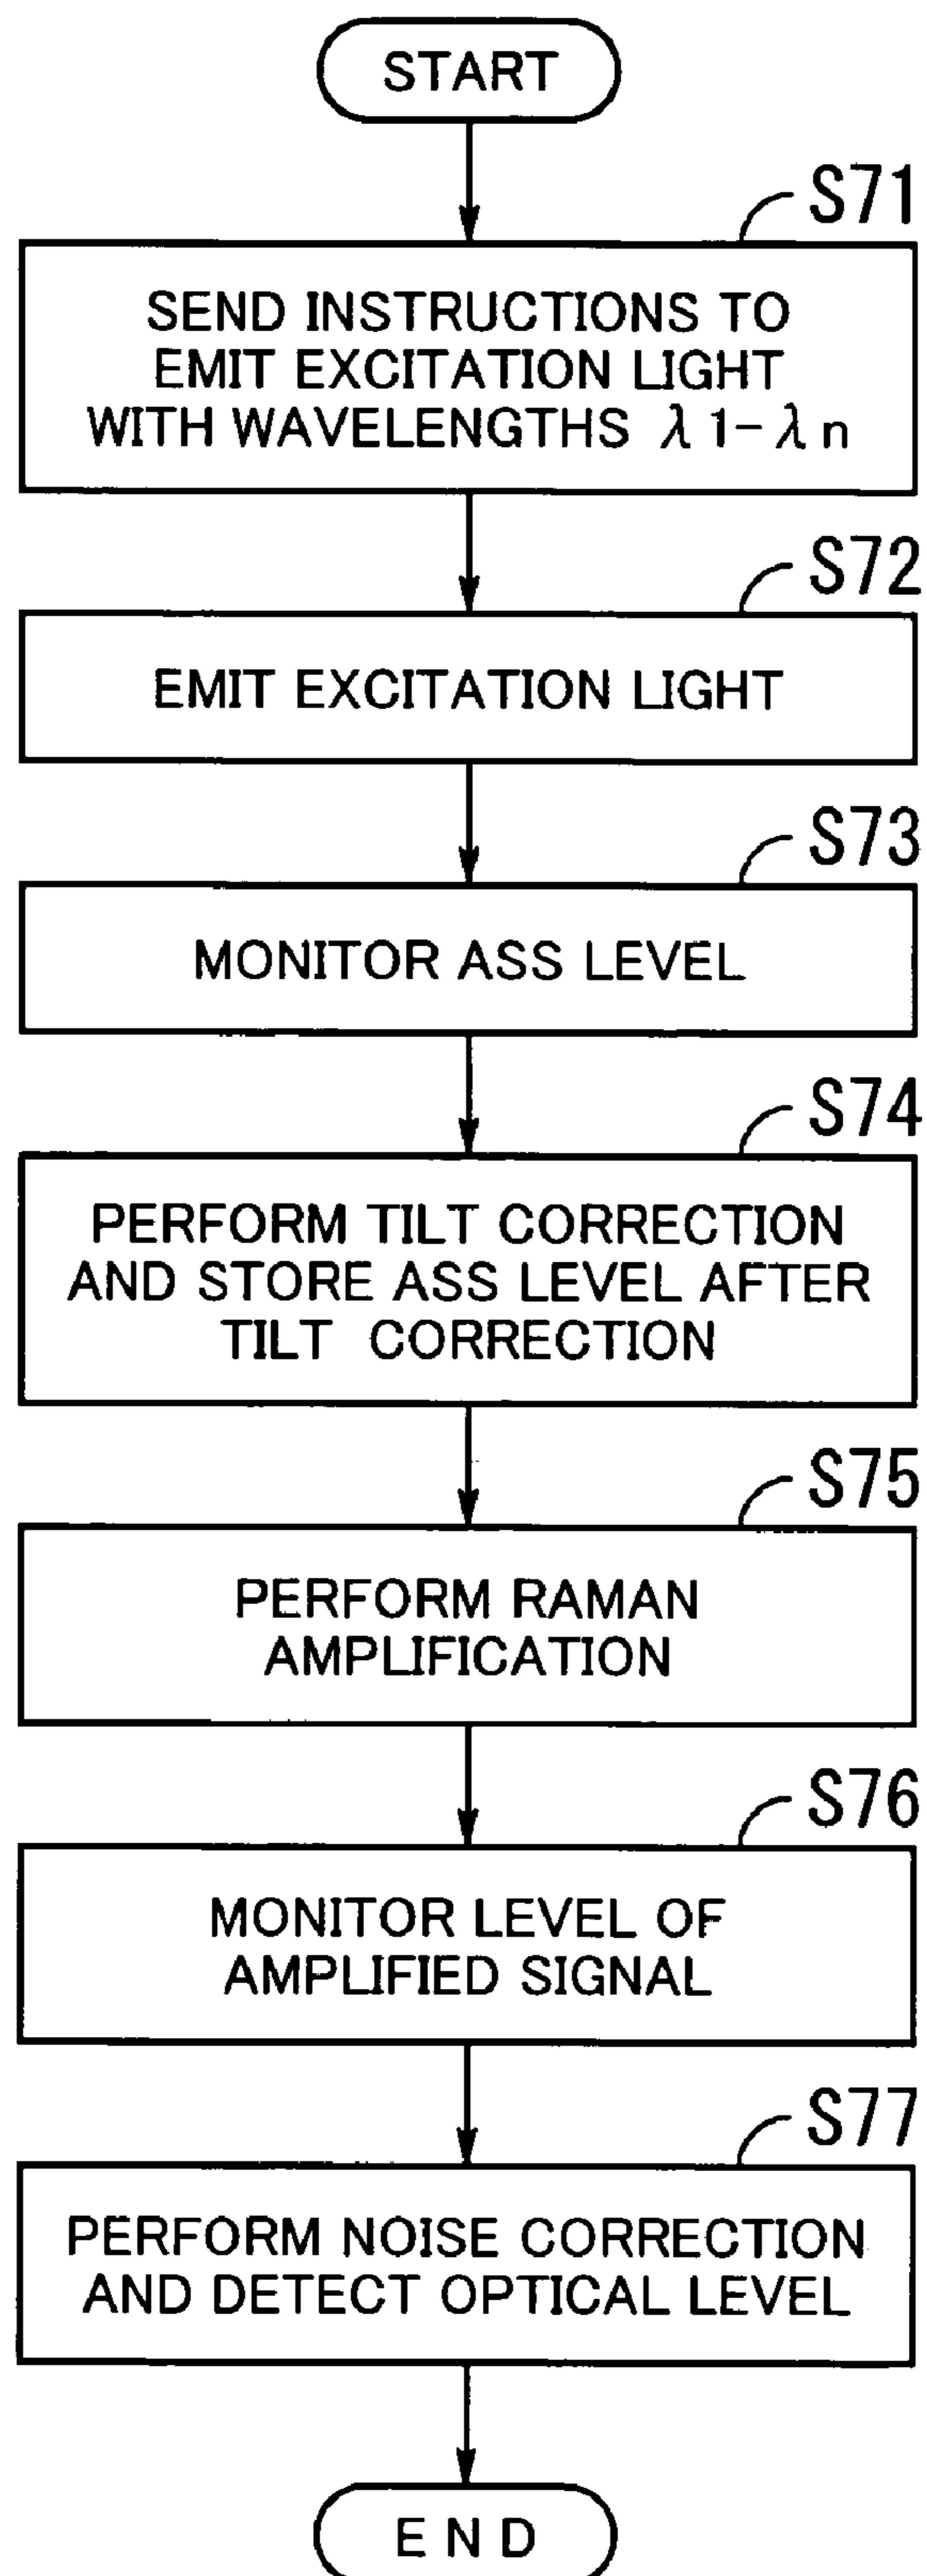 START
S71
SEND INSTRUCTIONS TO
EMIT EXCITATION LIGHT
WITH WAVELENGTHS λ1-λn
S72
EMIT EXCITATION LIGHT
S73
MONITOR ASS LEVEL
S74
PERFORM TILT CORRECTION
AND STORE ASS LEVEL AFTER
TILT CORRECTION
S75
PERFORM RAMAN
AMPLIFICATION
S76
MONITOR LEVEL OF
AMPLIFIED SIGNAL
S77
PERFORM NOISE CORRECTION
AND DETECT OPTICAL LEVEL
END